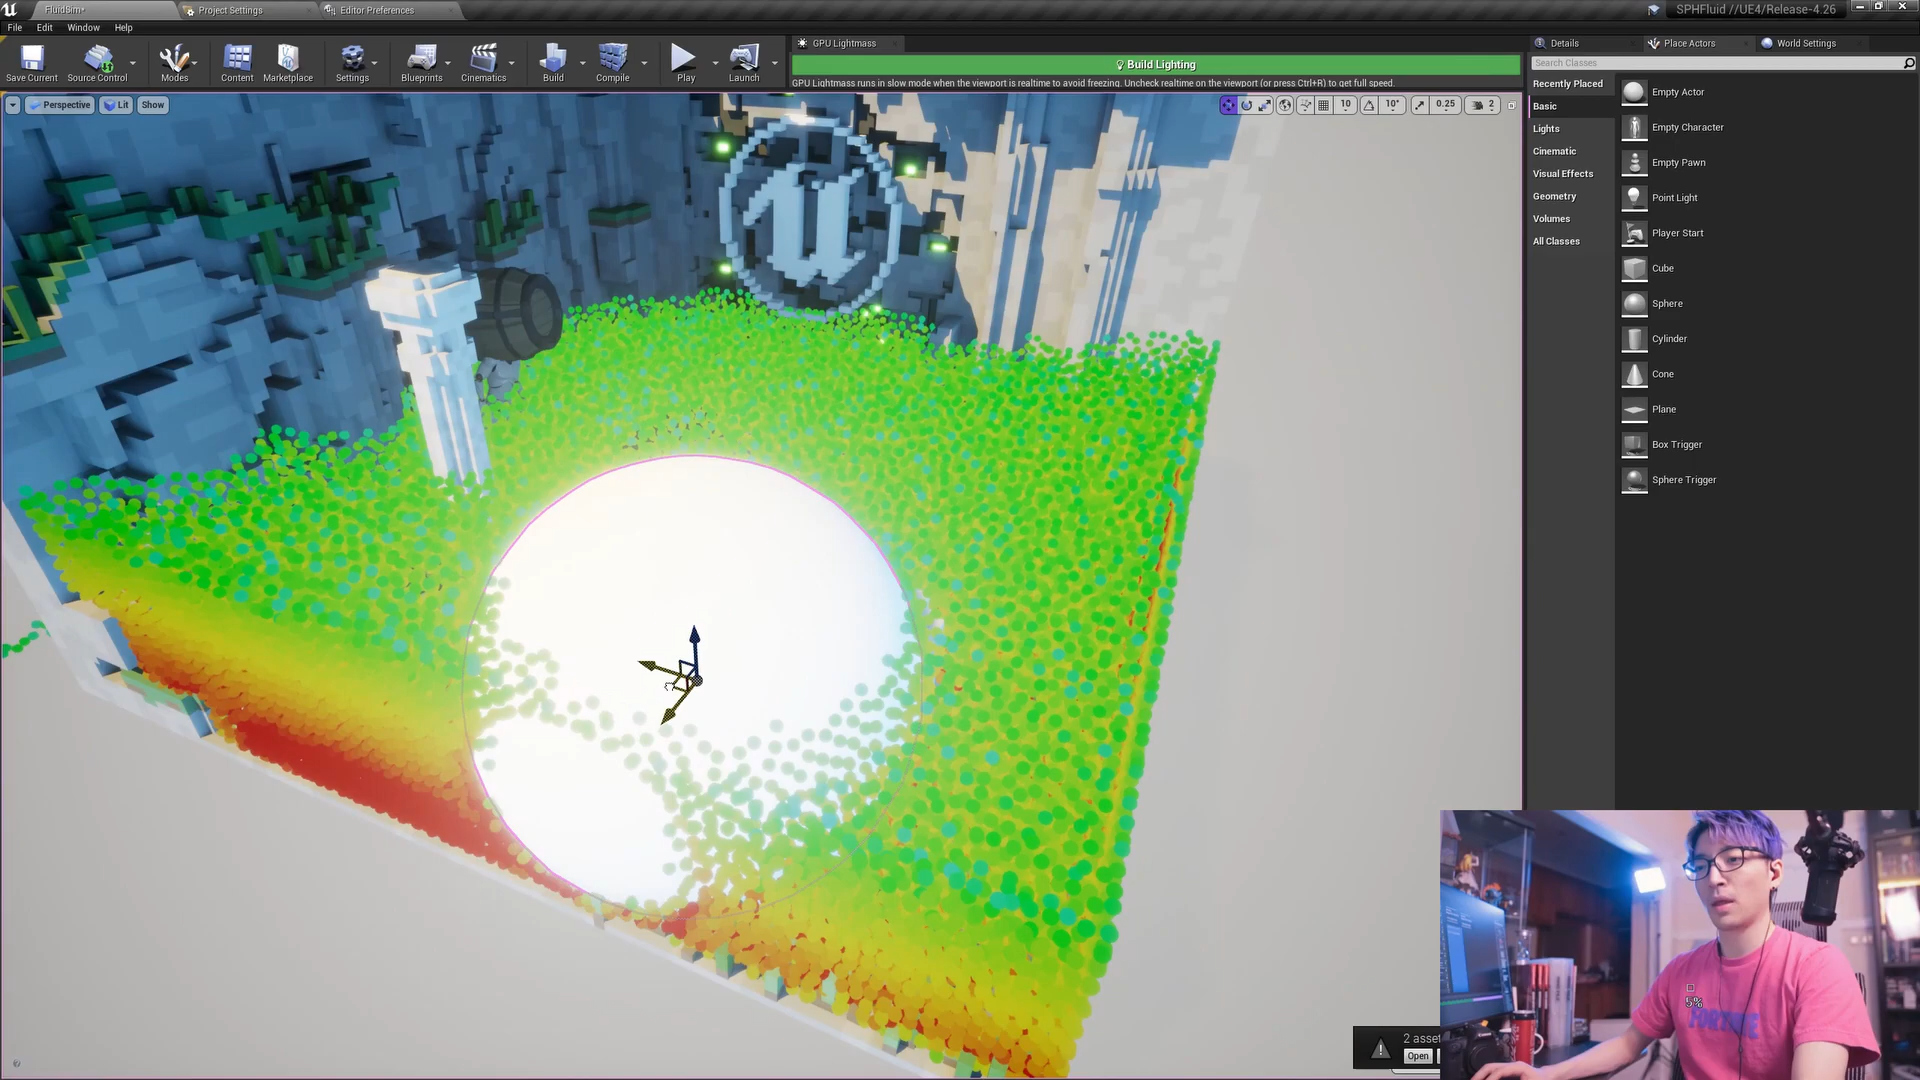 FluidSim*
Project Settings
Editor Preferences
SPHFluid //UE4/Release-4.26
File Edit Window Help
Save Current
Source Control
Modes
Content
Marketplace
Settings
Blueprints
Cinematics
Build
Compile
Play
Launch
GPU Lightmass
Build Lighting
GPU Lightmass runs in slow mode when the viewport is realtime to avoid freezing. Uncheck realtime on the viewport (or press Ctrl+R) to get full speed.
Perspective
Lit
Show
10
10°
0.25
2
Details
Place Actors
World Settings
Search Classes
Recently Placed
Basic
Lights
Cinematic
Visual Effects
Geometry
Volumes
All Classes
Empty Actor
Empty Character
Empty Pawn
Point Light
Player Start
Cube
Sphere
Cylinder
Cone
Plane
Box Trigger
Sphere Trigger
2 asset
Open
FORTNITE